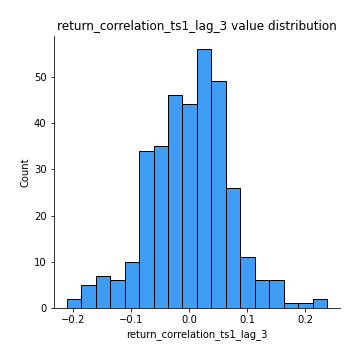 return_correlation_ts1_lag_3 value distribution
Count
50
40
30
20
10
0
−0.2 −0.1 0.0 0.1 0.2
return_correlation_ts1_lag_3